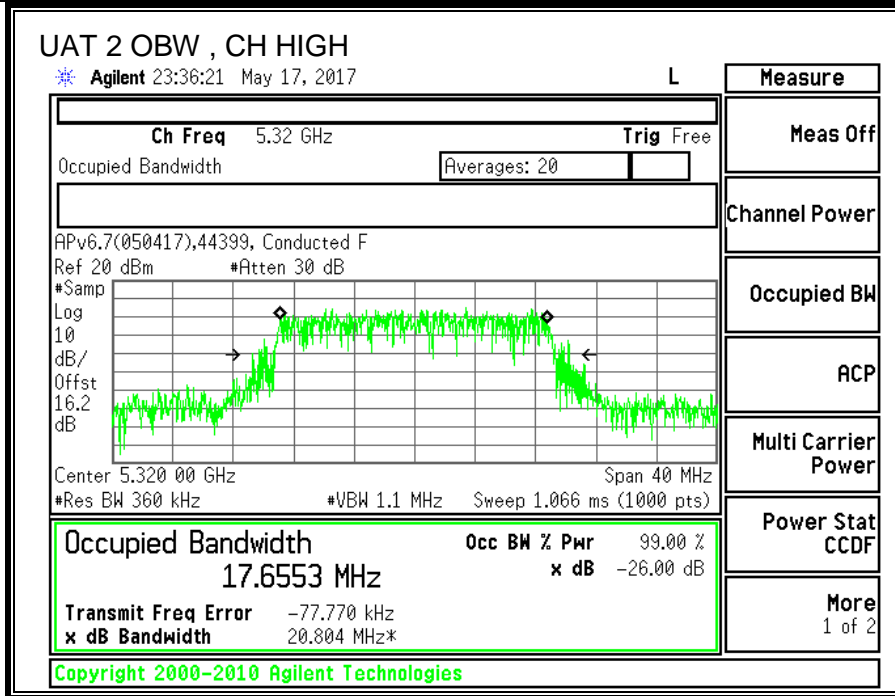 UAT 2 OBW , CH HIGH
Agilent 23:36:21 May 17, 2017 L
Measure
Ch Freq 5.32 GHz Trig Free
Meas Off
Occupied Bandwidth Averages: 20
Channel Power
APv6.7(050417),44399, Conducted F
Ref 20 dBm #Atten 30 dB
#Samp
Log
10
dB/
Offst
16.2
dB
Occupied BW
ACP
Multi Carrier
Power
Center 5.320 00 GHz Span 40 MHz
#Res BW 360 kHz #VBW 1.1 MHz Sweep 1.066 ms (1000 pts)
Power Stat
CCDF
Occupied Bandwidth Occ BW % Pwr 99.00 %
17.6553 MHz x dB -26.00 dB
Transmit Freq Error -77.770 kHz
x dB Bandwidth 20.804 MHz*
More
1 of 2
Copyright 2000-2010 Agilent Technologies